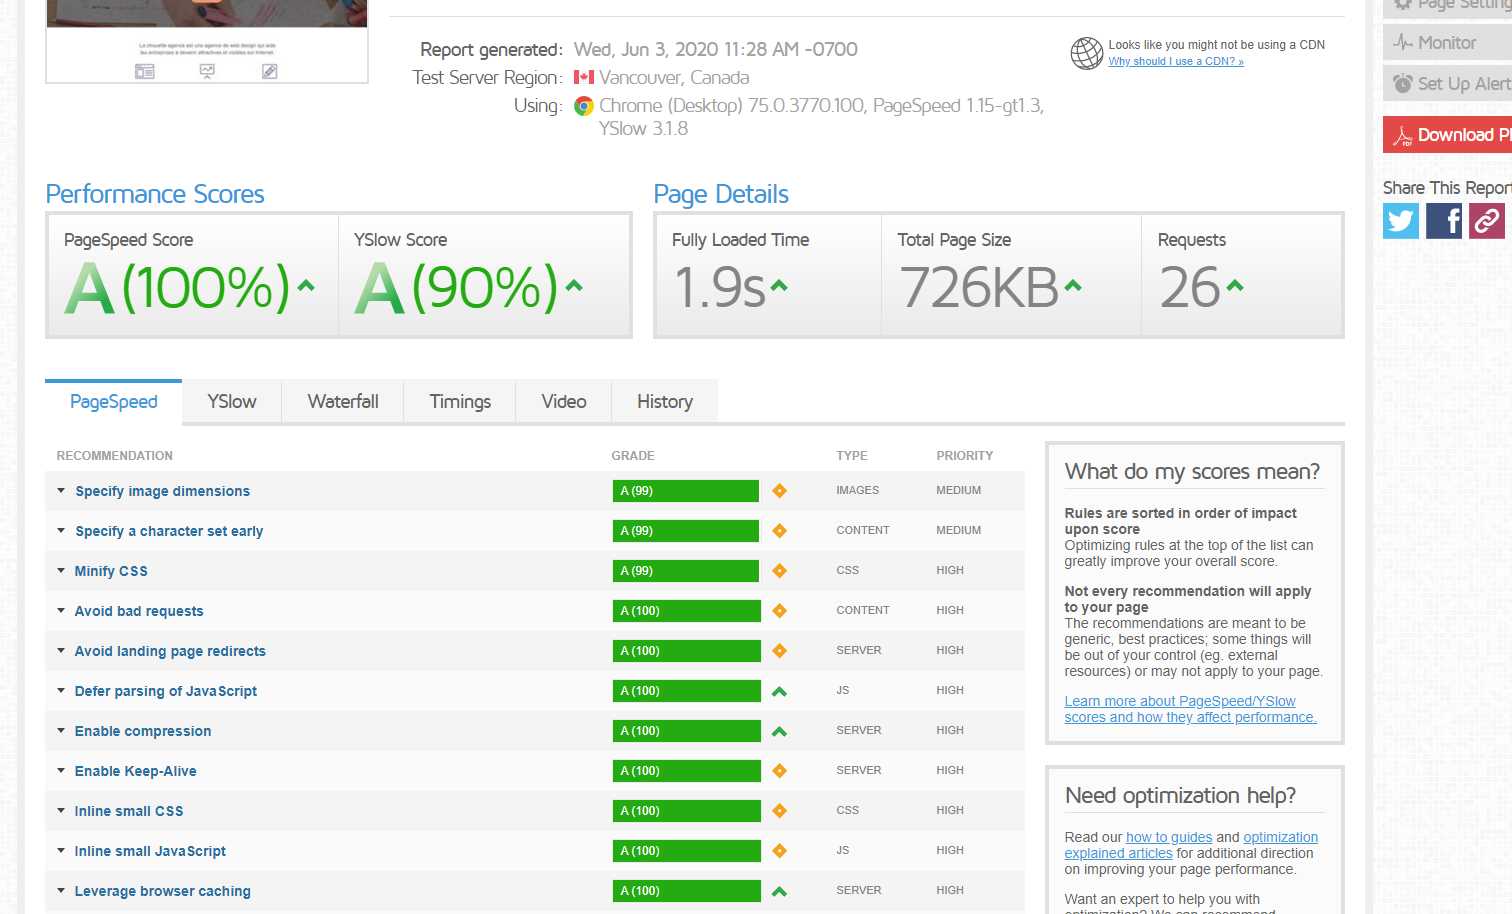 La chouette agence est une agence de web design qui aide
les entreprises à devenir attractives et visibles sur Internet.
Report generated: Wed, Jun 3, 2020 11:28 AM -0700
Test Server Region: Vancouver, Canada
Using: Chrome (Desktop) 75.0.3770.100, PageSpeed 1.15-gt1.3,
YSlow 3.1.8
Looks like you might not be using a CDN
Why should I use a CDN? »
Page Setting
Monitor
Set Up Alert
Download P
Share This Report
Performance Scores
PageSpeed Score
A (100%)
YSlow Score
A (90%)
Page Details
Fully Loaded Time
1.9s
Total Page Size
726KB
Requests
26
PageSpeed YSlow Waterfall Timings Video History
RECOMMENDATION GRADE TYPE PRIORITY
Specify image dimensions A (99) IMAGES MEDIUM
Specify a character set early A (99) CONTENT MEDIUM
Minify CSS A (99) CSS HIGH
Avoid bad requests A (100) CONTENT HIGH
Avoid landing page redirects A (100) SERVER HIGH
Defer parsing of JavaScript A (100) JS HIGH
Enable compression A (100) SERVER HIGH
Enable Keep-Alive A (100) SERVER HIGH
Inline small CSS A (100) CSS HIGH
Inline small JavaScript A (100) JS HIGH
Leverage browser caching A (100) SERVER HIGH
What do my scores mean?
Rules are sorted in order of impact
upon score
Optimizing rules at the top of the list can
greatly improve your overall score.
Not every recommendation will apply
to your page
The recommendations are meant to be
generic, best practices; some things will
be out of your control (eg. external
resources) or may not apply to your page.
Learn more about PageSpeed/YSlow
scores and how they affect performance.
Need optimization help?
Read our how to guides and optimization
explained articles for additional direction
on improving your page performance.
Want an expert to help you with
optimization? We can recommend